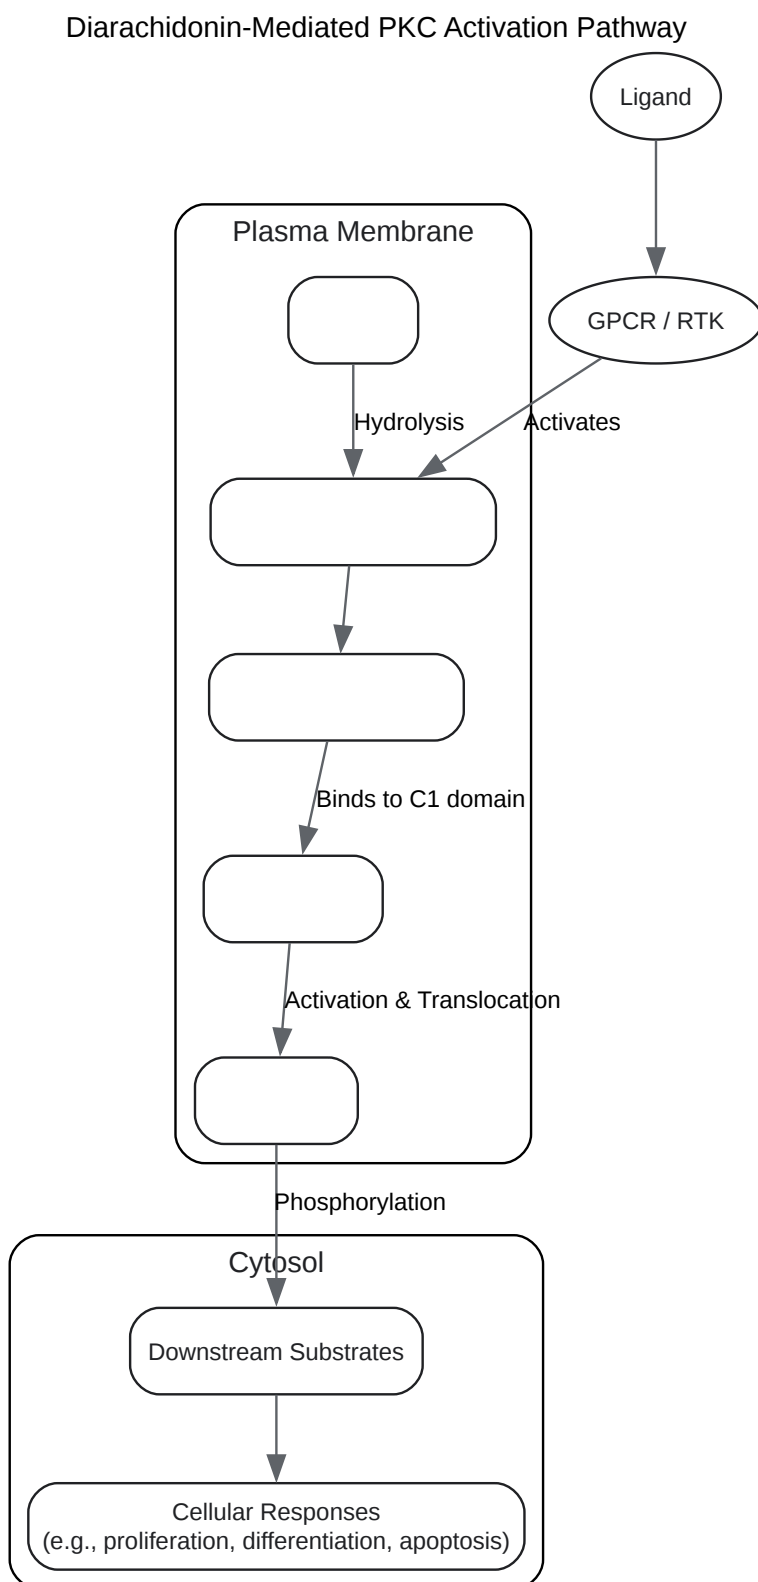 Diarachidonin-Mediated PKC Activation Pathway
Ligand
Plasma Membrane
GPCR / RTK
Hydrolysis
Activates
Binds to C1 domain
Activation & Translocation
Phosphorylation
Cytosol
Downstream Substrates
Cellular Responses
(e.g., proliferation, differentiation, apoptosis)